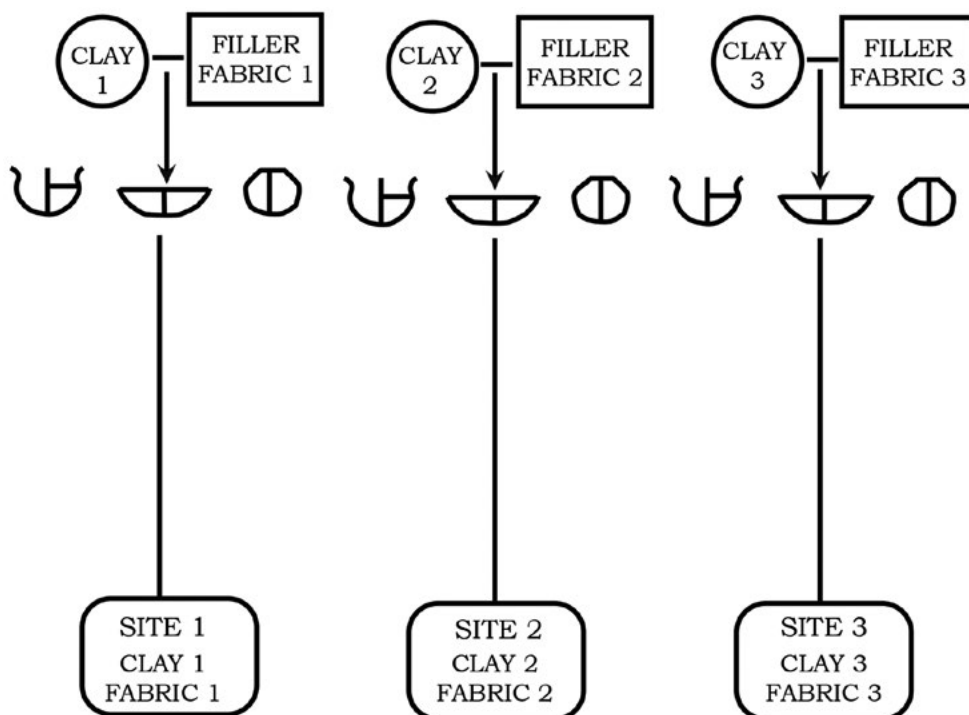 CLAY
1
FILLER
FABRIC 1
CLAY
2
FILLER
FABRIC 2
CLAY
3
FILLER
FABRIC 3
SITE 1
CLAY 1
FABRIC 1
SITE 2
CLAY 2
FABRIC 2
SITE 3
CLAY 3
FABRIC 3